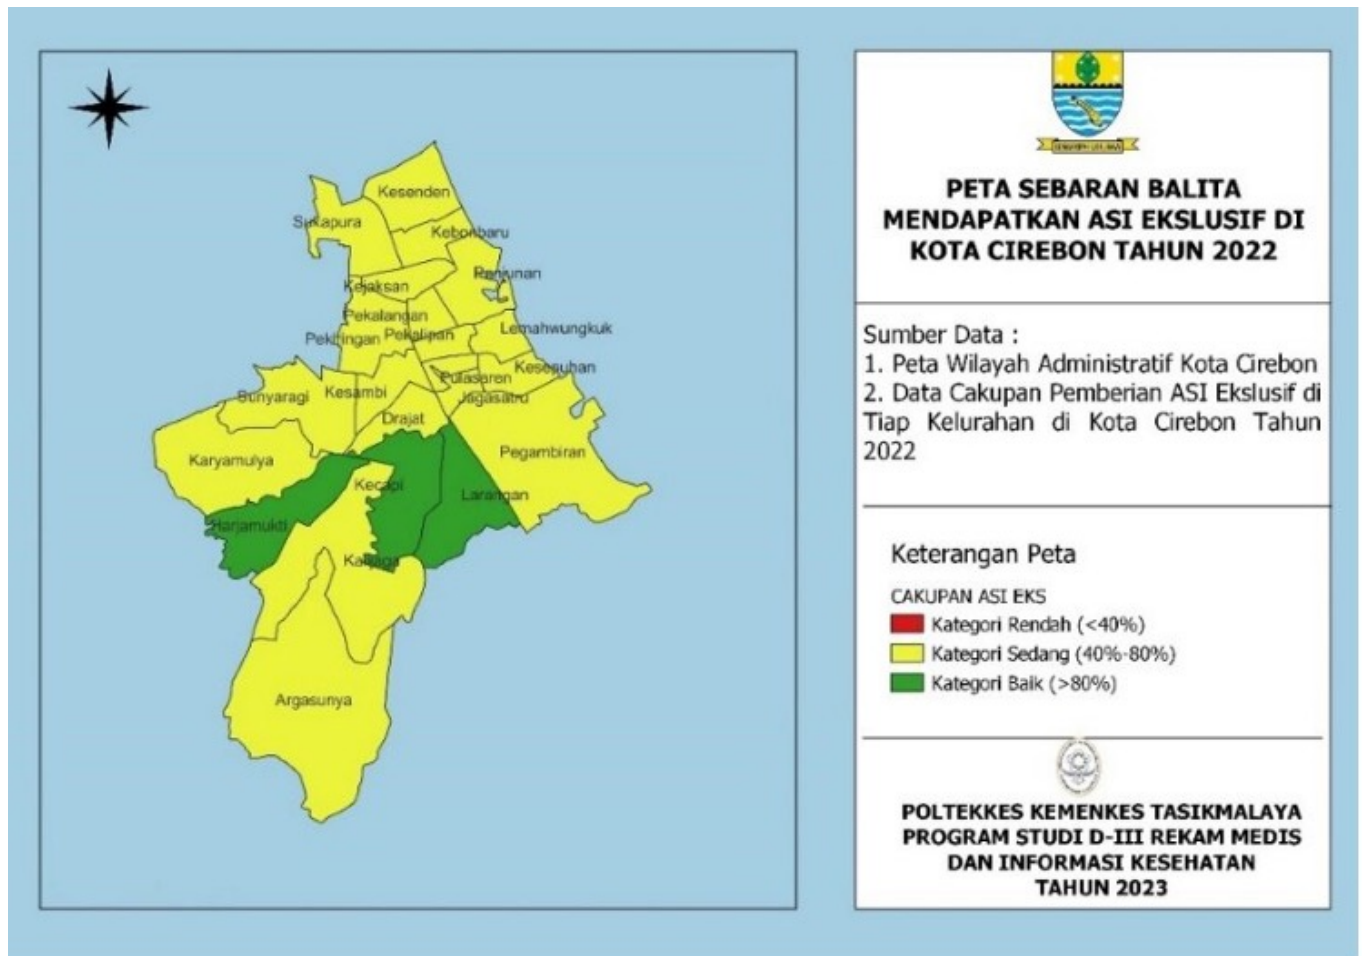 Kesenden
Sukapura
Kebonbaru
Panjunan
Kejaksan
Pekalangan
Lemahwungkuk
Pekiringan
Pekalipan
Kesepuhan
Pulasaren
Sunyaragi
Kesambi
Jagasatru
Drajat
Pegambiran
Karyamulya
Kecapi
Larangan
Harjamukti
Kalijaga
Argasunya
PETA SEBARAN BALITA
MENDAPATKAN ASI EKSLUSIF DI
KOTA CIREBON TAHUN 2022
Sumber Data :
1. Peta Wilayah Administratif Kota Cirebon
2. Data Cakupan Pemberian ASI Ekslusif di
Tiap Kelurahan di Kota Cirebon Tahun
2022
Keterangan Peta
CAKUPAN ASI EKS
Kategori Rendah (<40%)
Kategori Sedang (40%-80%)
Kategori Baik (>80%)
POLTEKKES KEMENKES TASIKMALAYA
PROGRAM STUDI D-III REKAM MEDIS
DAN INFORMASI KESEHATAN
TAHUN 2023